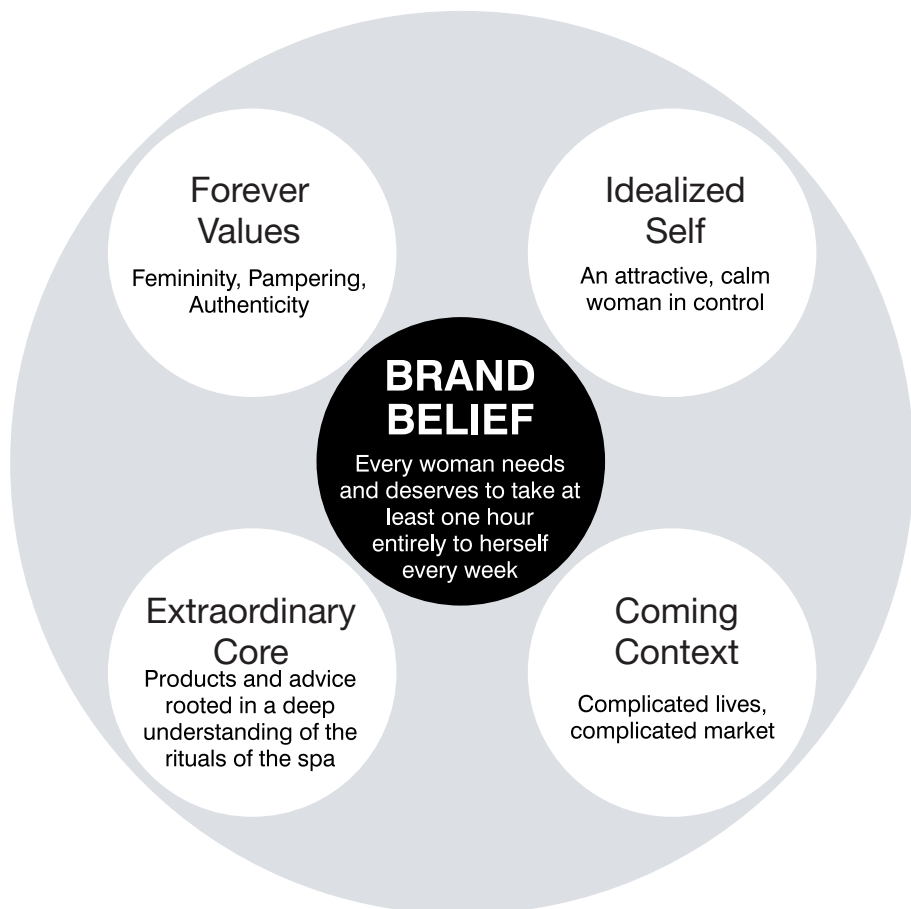 Forever
Values
Femininity, Pampering,
Authenticity
Idealized
Self
An attractive, calm
woman in control
BRAND
BELIEF
Every woman needs
and deserves to take at
least one hour
entirely to herself
every week
Extraordinary
Core
Products and advice
rooted in a deep
understanding of the
rituals of the spa
Coming
Context
Complicated lives,
complicated market